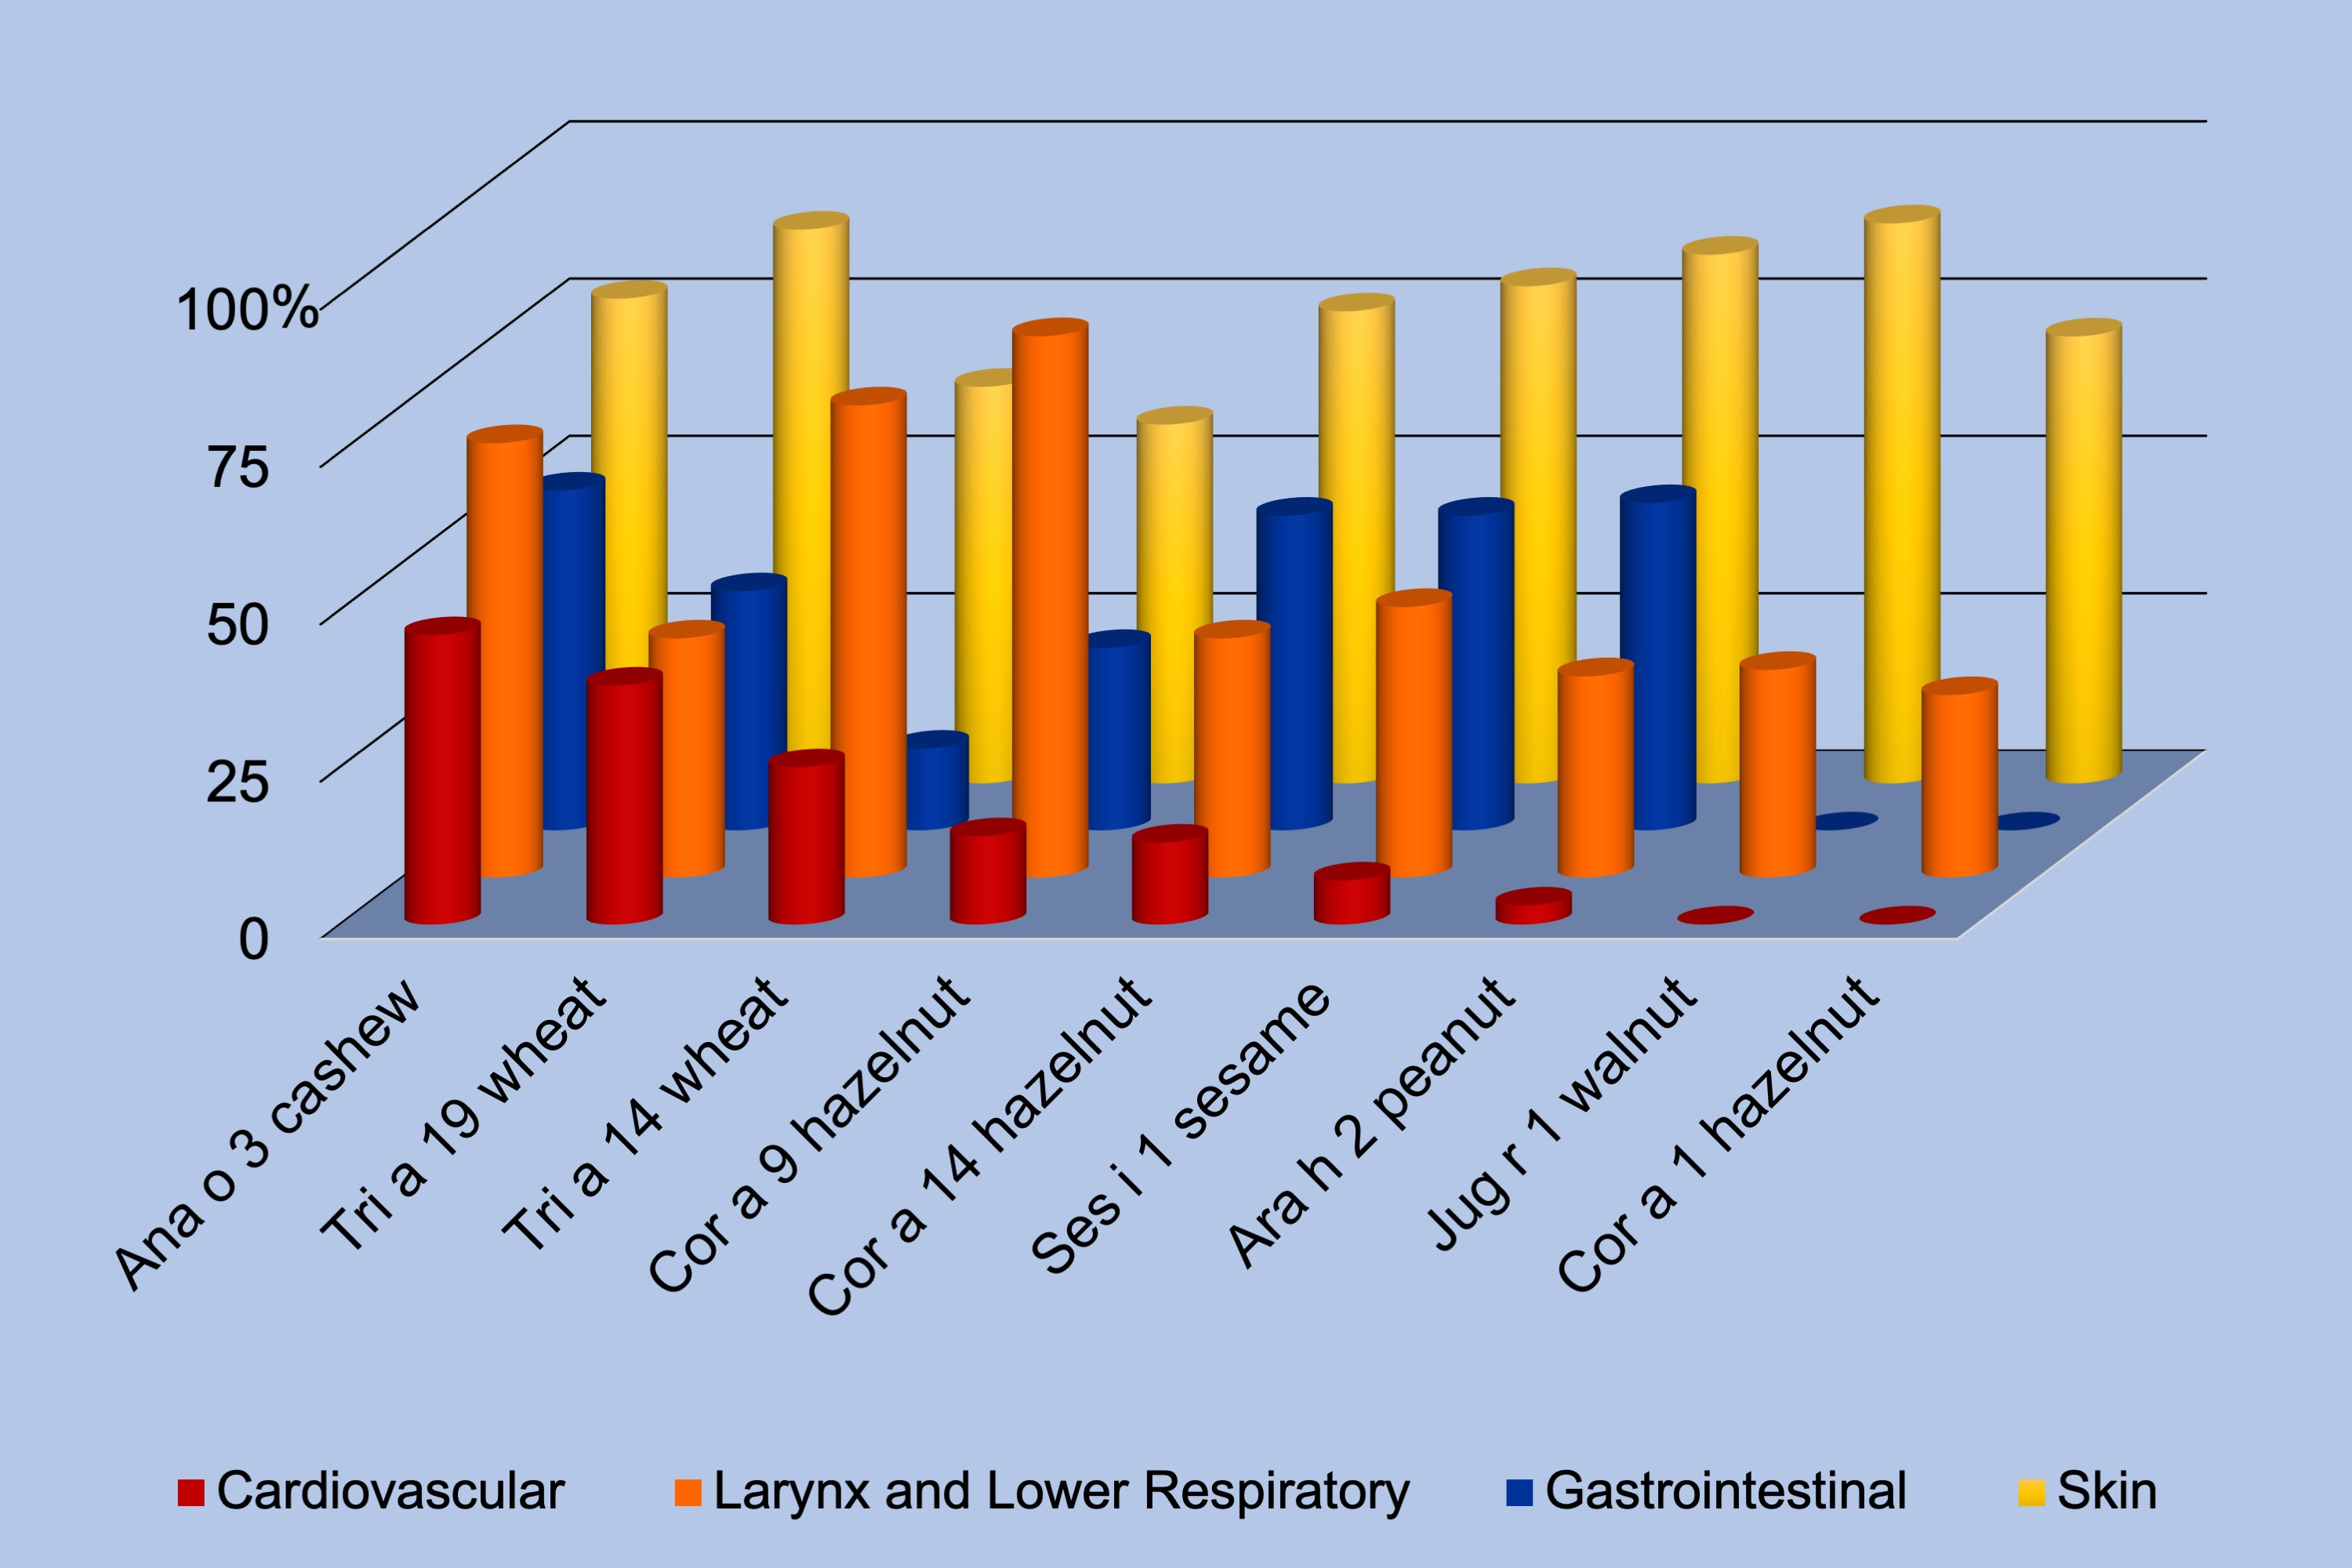 100%
75
50
25
0
Ana o 3 cashew
Tri a 19 wheat
Tri a 14 wheat
Cor a 9 hazelnut
Cor a 14 hazelnut
Ses i 1 sesame
Ara h 2 peanut
Jug r 1 walnut
Cor a 1 hazelnut
Cardiovascular
Larynx and Lower Respiratory
Gastrointestinal
Skin